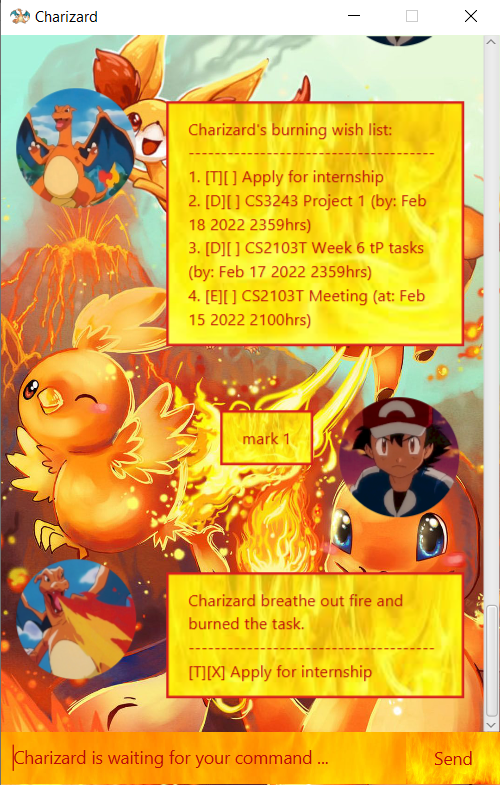 Charizard
Charizard's burning wish list:
-------------------------------------
1. [T][ ] Apply for internship
2. [D][ ] CS3243 Project 1 (by: Feb
18 2022 2359hrs)
3. [D][ ] CS2103T Week 6 tP tasks
(by: Feb 17 2022 2359hrs)
4. [E][ ] CS2103T Meeting (at: Feb
15 2022 2100hrs)
mark 1
Charizard breathe out fire and
burned the task.
-------------------------------------
[T][X] Apply for internship
Charizard is waiting for your command ...
Send